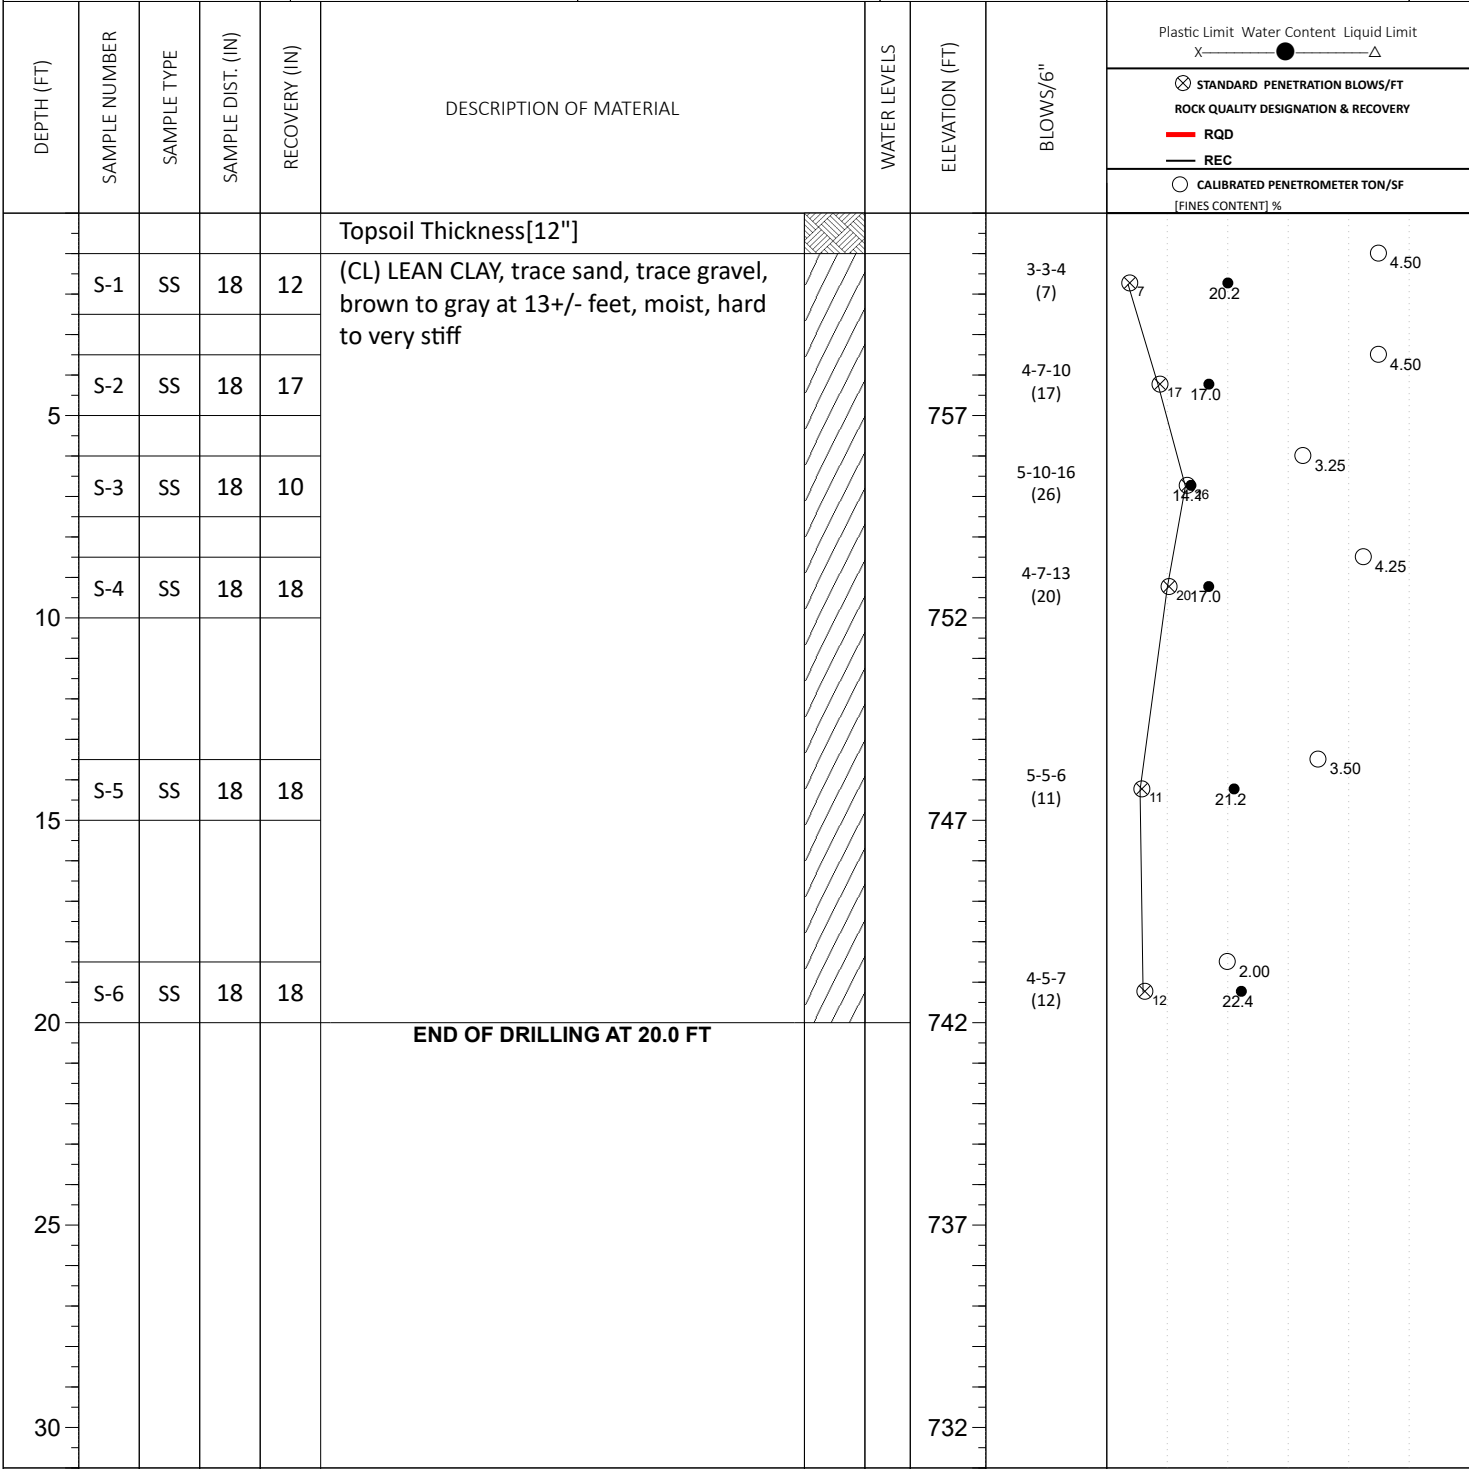 DEPTH (FT)
SAMPLE NUMBER
SAMPLE TYPE
SAMPLE DIST. (IN)
RECOVERY (IN)
DESCRIPTION OF MATERIAL
WATER LEVELS
ELEVATION (FT)
BLOWS/6"
Plastic Limit Water Content Liquid Limit
X
STANDARD PENETRATION BLOWS/FT
ROCK QUALITY DESIGNATION & RECOVERY
RQD
REC
CALIBRATED PENETROMETER TON/SF
[FINES CONTENT] %
Topsoil Thickness[12"]
4.50
S-1 SS 18 12
(CL) LEAN CLAY, trace sand, trace gravel,
brown to gray at 13+/- feet, moist, hard
to very stiff
3-3-4
(7)
7
20.2
4.50
S-2 SS 18 17
4-7-10
(17)
17
17.0
5
757
3.25
S-3 SS 18 10
5-10-16
(26)
14.1
26
4.25
S-4 SS 18 18
4-7-13
(20)
20
17.0
10
752
3.50
S-5 SS 18 18
5-5-6
(11)
11
21.2
15
747
2.00
S-6 SS 18 18
4-5-7
(12)
12
22.4
20
742
END OF DRILLING AT 20.0 FT
25
737
30
732